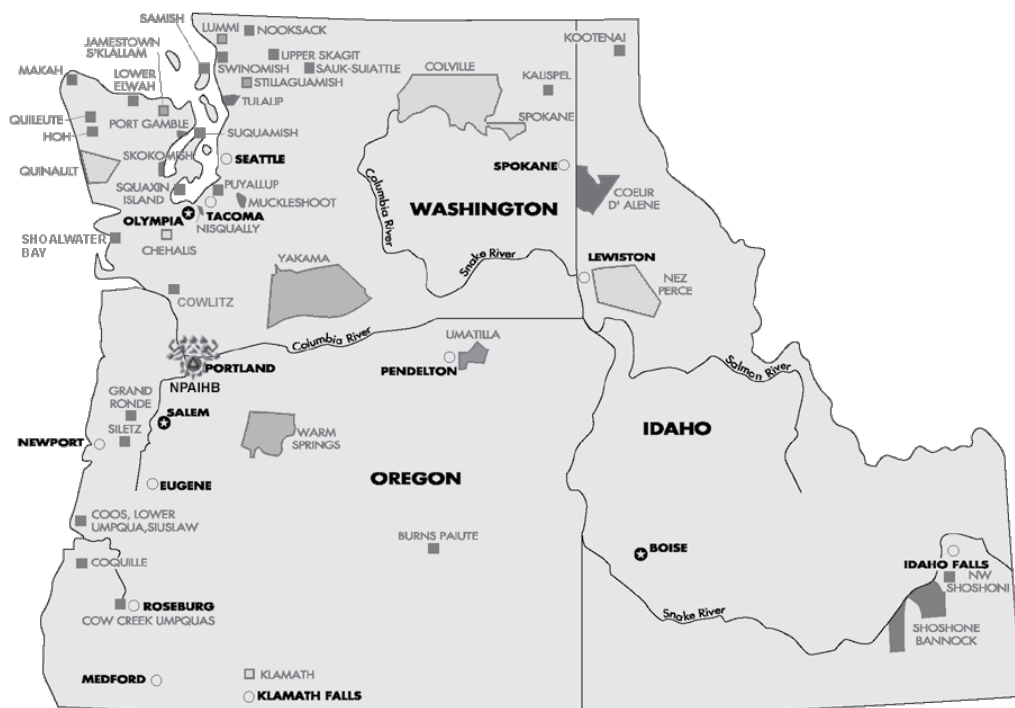 SAMISH
LUMMI
NOOKSACK
JAMESTOWN
S'KLALLAM
KOOTENAI
UPPER SKAGIT
MAKAH
LOWER
ELWAH
SWINOMISH
SAUK-SUIATTLE
COLVILLE
KALISPEL
STILLAGUAMISH
TULALIP
QUILEUTE
PORT GAMBLE
SPOKANE
HOH
SUQUAMISH
SKOKOMISH
SEATTLE
SPOKANE
QUINAULT
SQUAXIN
ISLAND
PUYALLUP
MUCKLESHOOT
COEUR
D' ALENE
Columbia River
WASHINGTON
OLYMPIA
TACOMA
NISQUALLY
SHOALWATER
BAY
CHEHALIS
YAKAMA
Snake River
LEWISTON
NEZ
PERCE
COWLITZ
Columbia River
UMATILLA
PORTLAND
NPAIHB
PENDELTON
Salmon River
GRAND
RONDE
SALEM
SILETZ
NEWPORT
WARM
SPRINGS
IDAHO
OREGON
EUGENE
COOS, LOWER
UMPQUA,SIUSLAW
BURNS PAIUTE
BOISE
COQUILLE
IDAHO FALLS
NW
SHOSHONI
ROSEBURG
COW CREEK UMPQUAS
Snake River
SHOSHONE
BANNOCK
KLAMATH
MEDFORD
KLAMATH FALLS